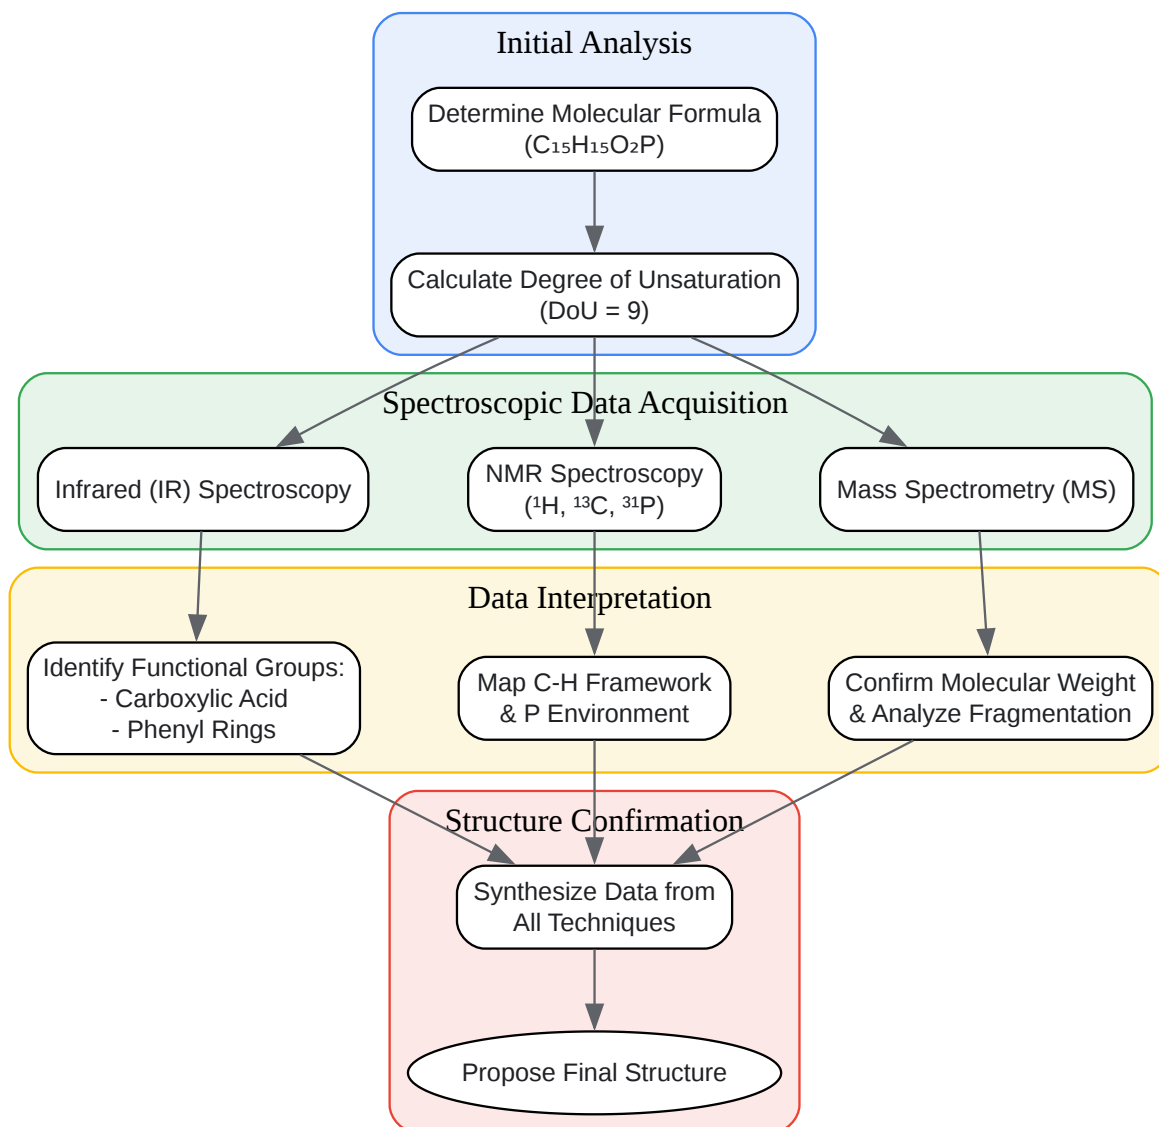 Initial Analysis
Determine Molecular Formula
(C₁₅H₁₅O₂P)
Calculate Degree of Unsaturation
(DoU = 9)
Spectroscopic Data Acquisition
Infrared (IR) Spectroscopy
NMR Spectroscopy
(¹H, ¹³C, ³¹P)
Mass Spectrometry (MS)
Data Interpretation
Identify Functional Groups:
- Carboxylic Acid
- Phenyl Rings
Map C-H Framework
& P Environment
Confirm Molecular Weight
& Analyze Fragmentation
Structure Confirmation
Synthesize Data from
All Techniques
Propose Final Structure